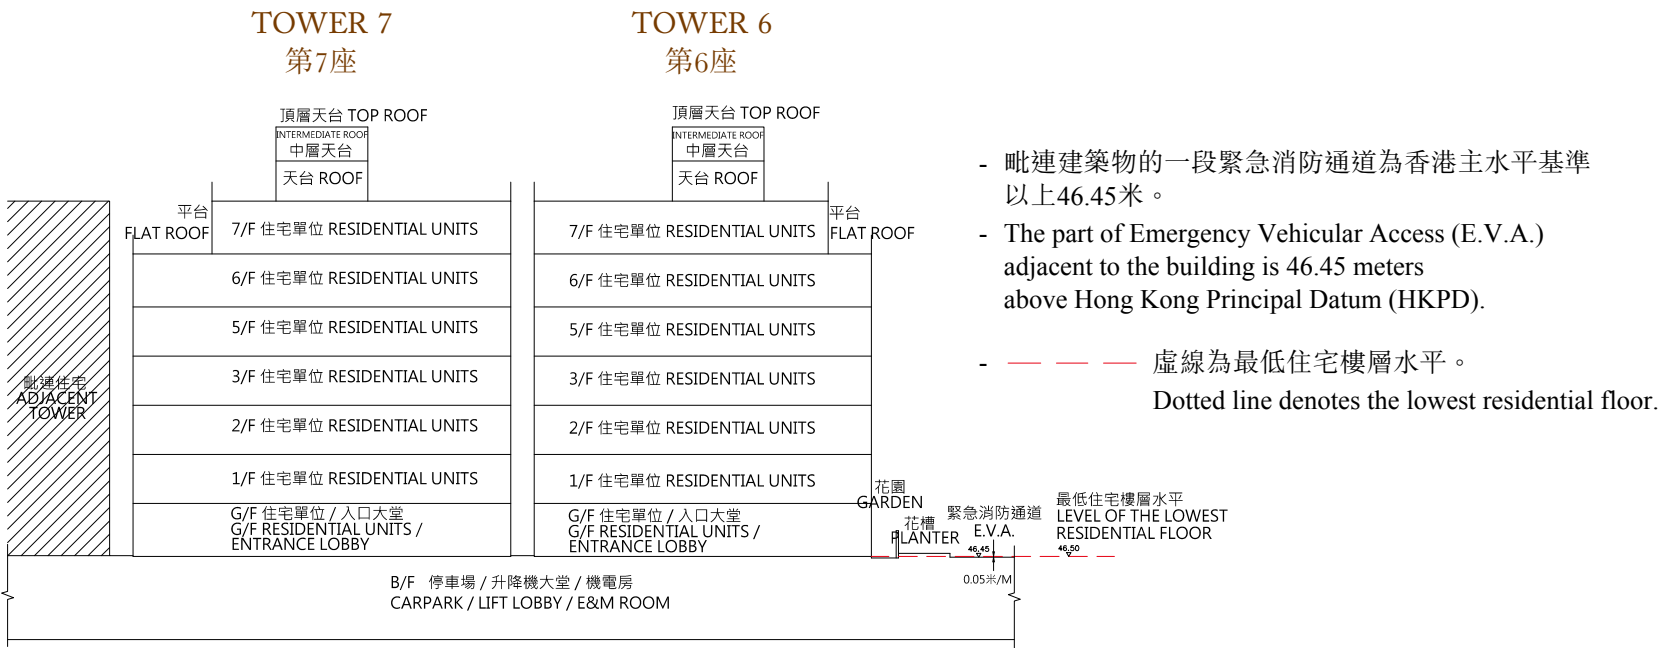 TOWER 7
第7座
TOWER 6
第6座
頂層天台 TOP ROOF
INTERMEDIATE ROOF
中層天台
天台 ROOF
平台
FLAT ROOF
7/F 住宅單位 RESIDENTIAL UNITS
6/F 住宅單位 RESIDENTIAL UNITS
5/F 住宅單位 RESIDENTIAL UNITS
3/F 住宅單位 RESIDENTIAL UNITS
2/F 住宅單位 RESIDENTIAL UNITS
1/F 住宅單位 RESIDENTIAL UNITS
G/F 住宅單位 / 入口大堂
G/F RESIDENTIAL UNITS /
ENTRANCE LOBBY
毗連住宅
ADJACENT
TOWER
頂層天台 TOP ROOF
INTERMEDIATE ROOF
中層天台
天台 ROOF
平台
FLAT ROOF
7/F 住宅單位 RESIDENTIAL UNITS
6/F 住宅單位 RESIDENTIAL UNITS
5/F 住宅單位 RESIDENTIAL UNITS
3/F 住宅單位 RESIDENTIAL UNITS
2/F 住宅單位 RESIDENTIAL UNITS
1/F 住宅單位 RESIDENTIAL UNITS
G/F 住宅單位 / 入口大堂
G/F RESIDENTIAL UNITS /
ENTRANCE LOBBY
花園
GARDEN
花槽
PLANTER
緊急消防通道
E.V.A.
46.45
0.05米/M
最低住宅樓層水平
LEVEL OF THE LOWEST
RESIDENTIAL FLOOR
46.50
B/F 停車場 / 升降機大堂 / 機電房
CARPARK / LIFT LOBBY / E&M ROOM
- 毗連建築物的一段緊急消防通道為香港主水平基準
以上46.45米。
- The part of Emergency Vehicular Access (E.V.A.)
adjacent to the building is 46.45 meters
above Hong Kong Principal Datum (HKPD).
- 虛線為最低住宅樓層水平。
Dotted line denotes the lowest residential floor.